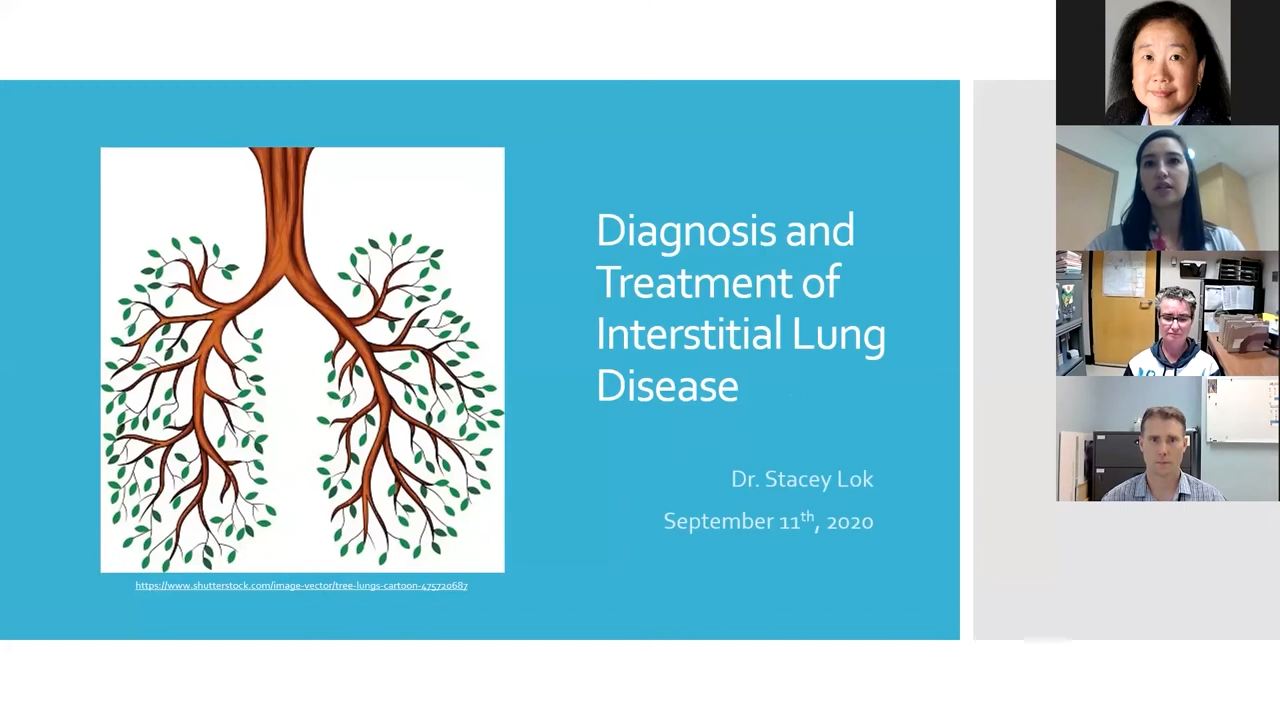 Diagnosis and
Treatment of
Interstitial Lung
Disease
Dr. Stacey Lok
September 11th, 2020
https://www.shutterstock.com/image-vector/tree-lungs-cartoon-475720687